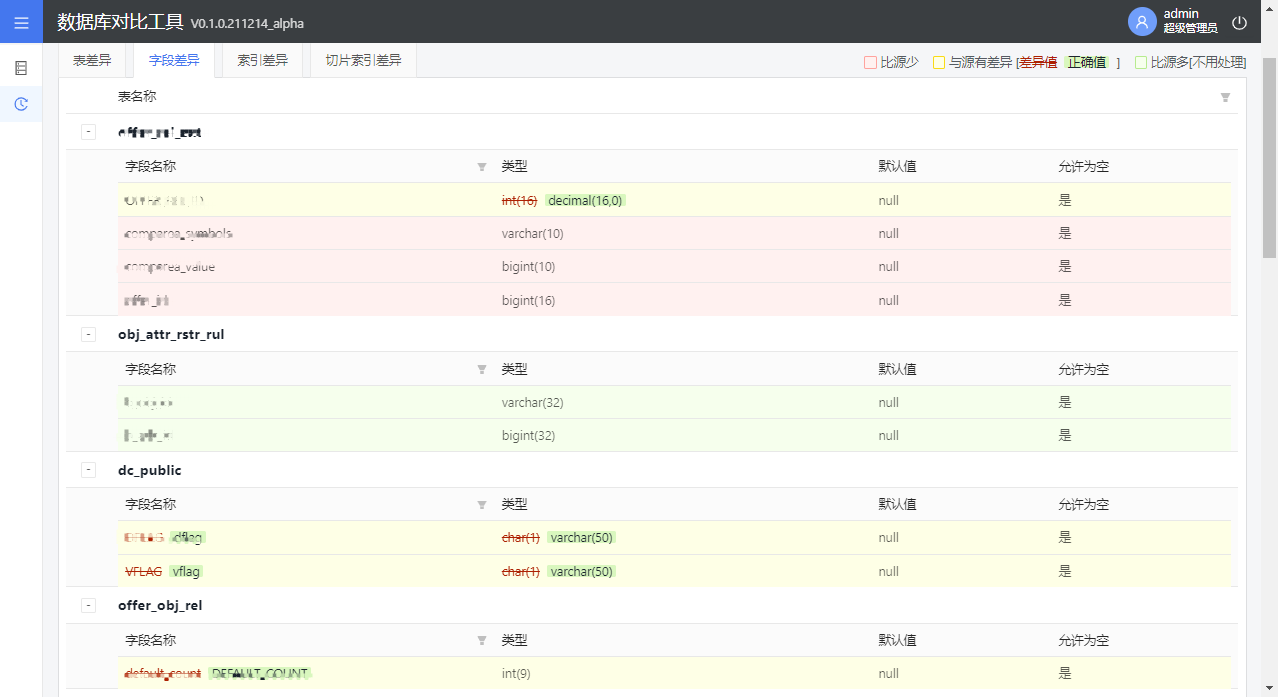 数据库对比工具 V0.1.0.211214_alpha
admin
超级管理员
表差异 字段差异 索引差异 切片索引差异 比源少 与源有差异 [差异值 正确值 ] 比源多[不用处理]
表名称
-
字段名称 类型 默认值 允许为空
int(16) decimal(16,0) null 是
varchar(10) null 是
bigint(10) null 是
bigint(16) null 是
- obj_attr_rstr_rul
字段名称 类型 默认值 允许为空
varchar(32) null 是
bigint(32) null 是
- dc_public
字段名称 类型 默认值 允许为空
dflag char(1) varchar(50) null 是
VFLAG vflag char(1) varchar(50) null 是
- offer_obj_rel
字段名称 类型 默认值 允许为空
default_count DEFAULT_COUNT int(9) null 是